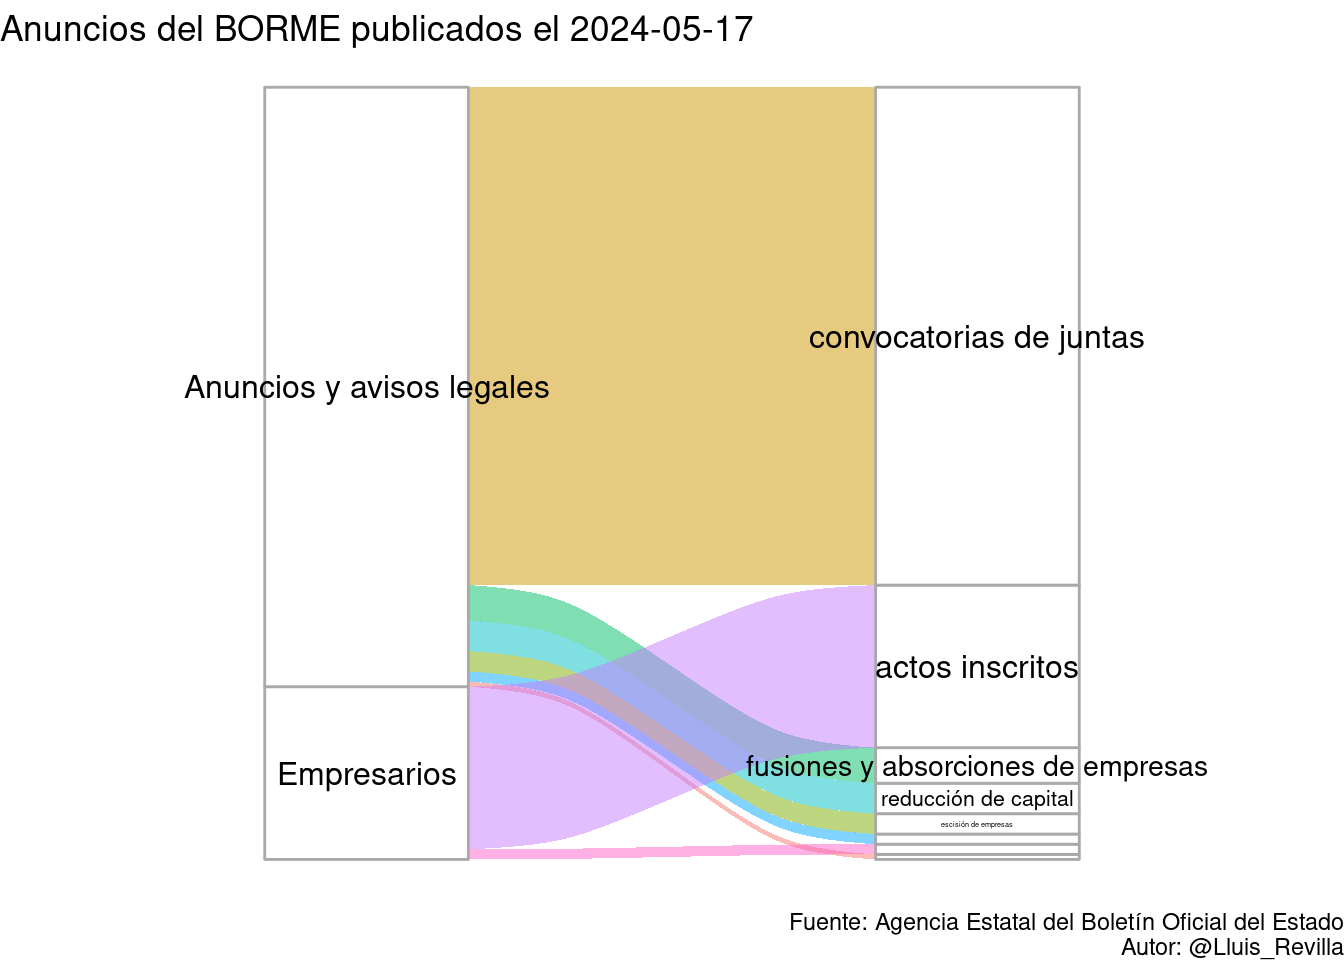 Anuncios del BORME publicados el 2024-05-17
convocatorias de juntas
Anuncios y avisos legales
actos inscritos
Empresarios
fusiones y absorciones de empresas
reducción de capital
escisión de empresas
Fuente: Agencia Estatal del Boletín Oficial del Estado
Autor: @Lluis_Revilla